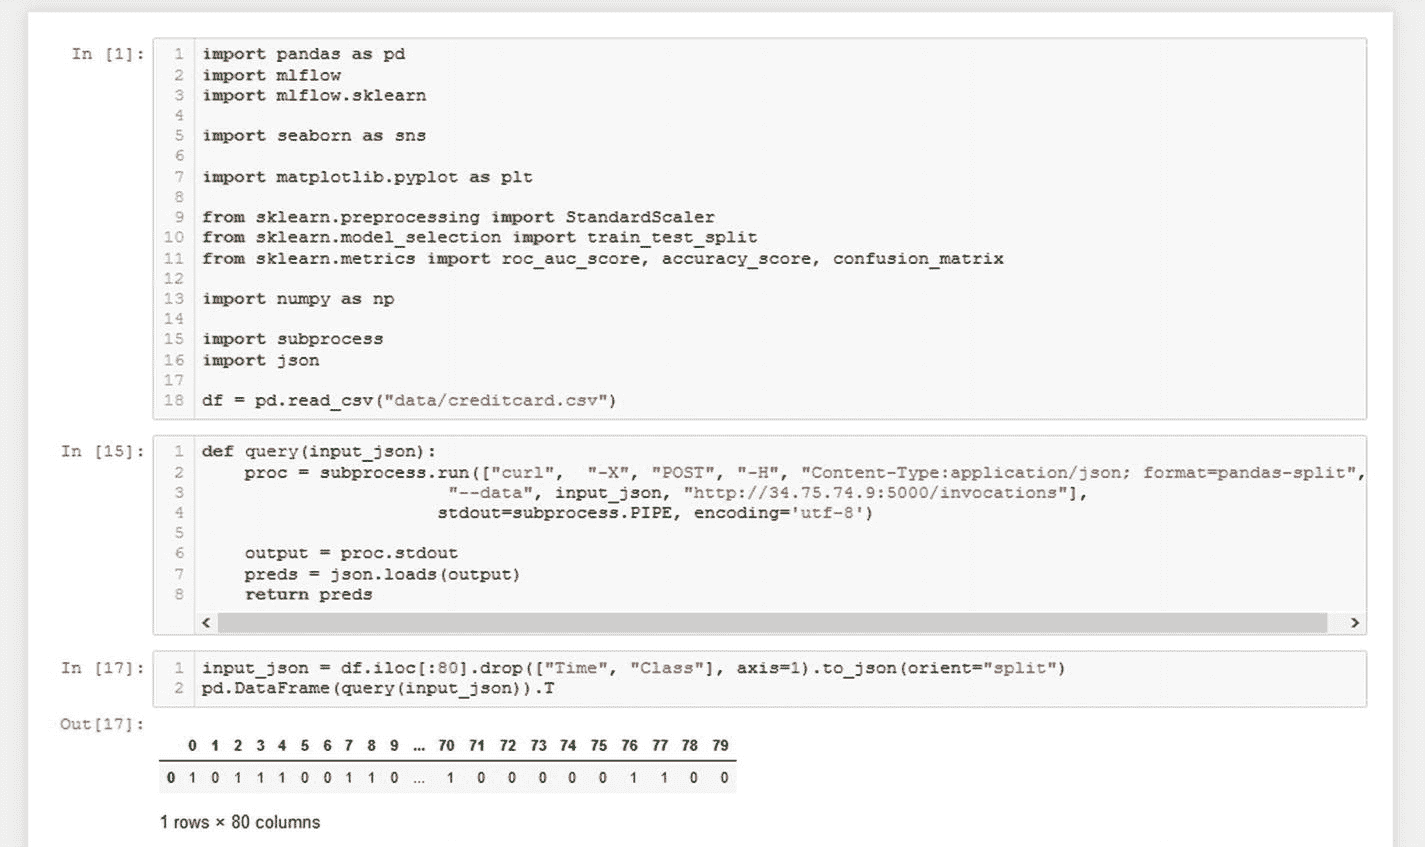 In [1]:
1 import pandas as pd
2 import mlflow
3 import mlflow.sklearn
4
5 import seaborn as sns
6
7 import matplotlib.pyplot as plt
8
9 from sklearn.preprocessing import StandardScaler
10 from sklearn.model_selection import train_test_split
11 from sklearn.metrics import roc_auc_score, accuracy_score, confusion_matrix
12
13 import numpy as np
14
15 import subprocess
16 import json
17
18 df = pd.read_csv("data/creditcard.csv")
In [15]:
1 def query(input_json):
2     proc = subprocess.run(["curl",  "-X", "POST", "-H", "Content-Type:application/json; format=pandas-split",
3                        "--data", input_json, "http://34.75.74.9:5000/invocations"],
4                       stdout=subprocess.PIPE, encoding='utf-8')
5
6     output = proc.stdout
7     preds = json.loads(output)
8     return preds
In [17]:
1 input_json = df.iloc[:80].drop(["Time", "Class"], axis=1).to_json(orient="split")
2 pd.DataFrame(query(input_json)).T
Out[17]:
0 1 2 3 4 5 6 7 8 9 ... 70 71 72 73 74 75 76 77 78 79
0 1 0 1 1 1 0 0 1 1 0 ... 1 0 0 0 0 0 1 1 0 0
1 rows × 80 columns